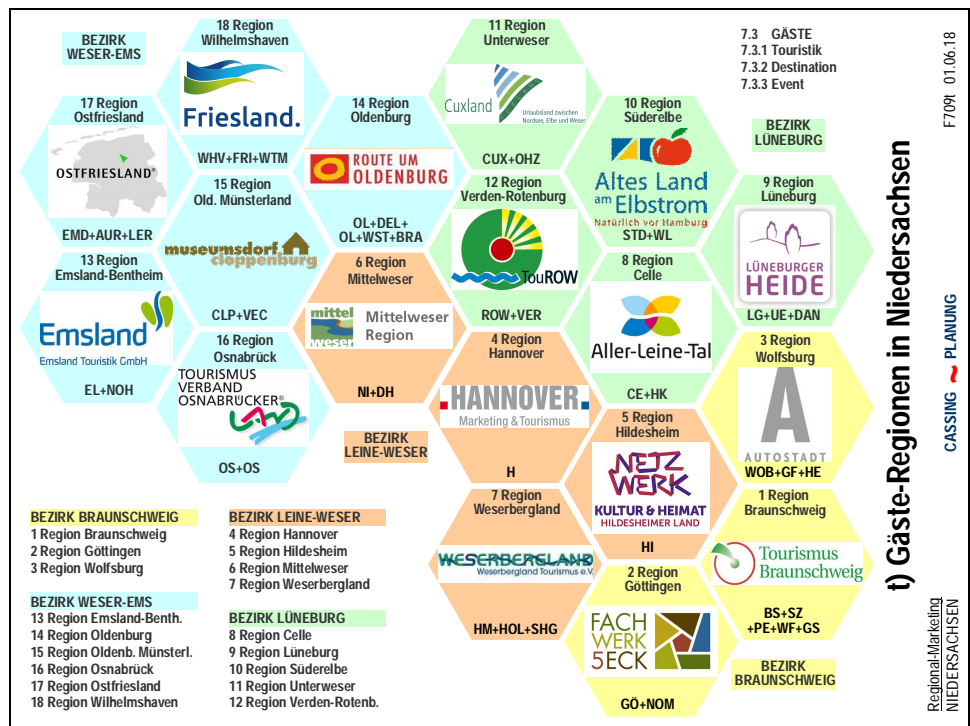 BEZIRK
WESER-EMS
18 Region
Wilhelmshaven
Friesland.
WHV+FRI+WTM
11 Region
Unterweser
Cuxland
Urlaubsland zwischen
Nordsee, Elbe und Weser.
CUX+OHZ
7.3 GÄSTE
7.3.1 Touristik
7.3.2 Destination
7.3.3 Event
17 Region
Ostfriesland
OSTFRIESLAND®
EMD+AUR+LER
14 Region
Oldenburg
ROUTE UM
OLDENBURG
OL+DEL+
OL+WST+BRA
10 Region
Süderelbe
Altes Land
am Elbstrom
Natürlich vor Hamburg
STD+WL
BEZIRK
LÜNEBURG
15 Region
Old. Münsterland
museumsdorf
cloppenburg
CLP+VEC
12 Region
Verden-Rotenburg
TouROW
ROW+VER
9 Region
Lüneburg
LÜNEBURGER
HEIDE
LG+UE+DAN
13 Region
Emsland-Bentheim
Emsland
Emsland Touristik GmbH
EL+NOH
6 Region
Mittelweser
mittel
weser
Mittelweser
Region
NI+DH
8 Region
Celle
Aller-Leine-Tal
CE+HK
16 Region
Osnabrück
TOURISMUS
VERBAND
OSNABRÜCKER®
LAND
OS+OS
4 Region
Hannover
HANNOVER
Marketing & Tourismus
H
3 Region
Wolfsburg
A
AUTOSTADT
WOB+GF+HE
BEZIRK
LEINE-WESER
5 Region
Hildesheim
NETZ
WERK
KULTUR & HEIMAT
HILDESHEIMER LAND
HI
7 Region
Weserbergland
WESERBERGLAND
Weserbergland Tourismus e.V.
HM+HOL+SHG
1 Region
Braunschweig
Tourismus
Braunschweig
BS+SZ
+PE+WF+GS
2 Region
Göttingen
FACH
WERK
5ECK
GÖ+NOM
BEZIRK
BRAUNSCHWEIG
BEZIRK BRAUNSCHWEIG
1 Region Braunschweig
2 Region Göttingen
3 Region Wolfsburg
BEZIRK LEINE-WESER
4 Region Hannover
5 Region Hildesheim
6 Region Mittelweser
7 Region Weserbergland
BEZIRK WESER-EMS
13 Region Emsland-Benth.
14 Region Oldenburg
15 Region Oldenb. Münsterl.
16 Region Osnabrück
17 Region Ostfriesland
18 Region Wilhelmshaven
BEZIRK LÜNEBURG
8 Region Celle
9 Region Lüneburg
10 Region Süderelbe
11 Region Unterweser
12 Region Verden-Rotenb.
t) Gäste-Regionen in Niedersachsen
Regional-Marketing
NIEDERSACHSEN
CASSING ~ PLANUNG
F709t 01.06.18